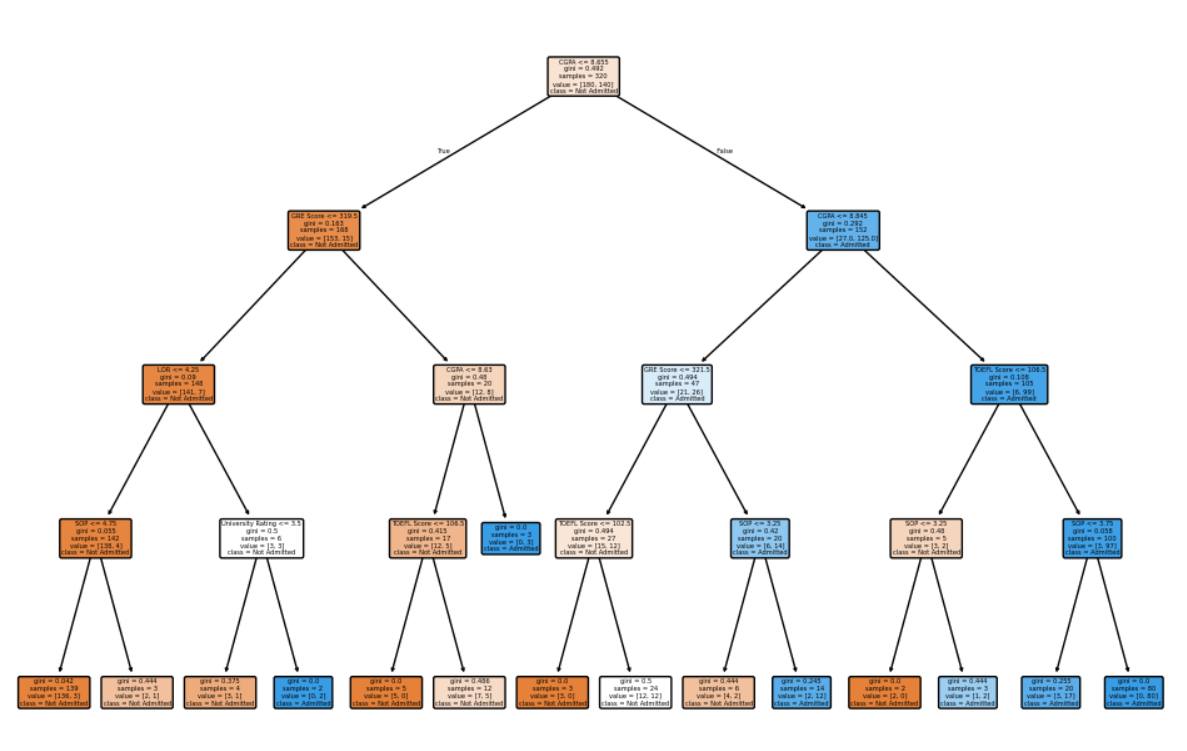 CGPA <= 8.655
gini = 0.492
samples = 320
value = [180, 140]
class = Not Admitted
True
False
GRE Score <= 319.5
gini = 0.163
samples = 168
value = [153, 15]
class = Not Admitted
CGPA <= 8.845
gini = 0.292
samples = 152
value = [27.0, 125.0]
class = Admitted
LOR <= 4.25
gini = 0.09
samples = 148
value = [141, 7]
class = Not Admitted
CGPA <= 8.63
gini = 0.48
samples = 20
value = [12, 8]
class = Not Admitted
GRE Score <= 321.5
gini = 0.494
samples = 47
value = [21, 26]
class = Admitted
TOEFL Score <= 106.5
gini = 0.108
samples = 105
value = [6, 99]
class = Admitted
SOP <= 4.75
gini = 0.055
samples = 142
value = [138, 4]
class = Not Admitted
University Rating <= 3.5
gini = 0.5
samples = 6
value = [3, 3]
class = Not Admitted
TOEFL Score <= 106.5
gini = 0.415
samples = 17
value = [12, 5]
class = Not Admitted
gini = 0.0
samples = 3
value = [0, 3]
class = Admitted
TOEFL Score <= 102.5
gini = 0.494
samples = 27
value = [15, 12]
class = Not Admitted
SOP <= 3.25
gini = 0.42
samples = 20
value = [6, 14]
class = Admitted
SOP <= 3.25
gini = 0.48
samples = 5
value = [3, 2]
class = Not Admitted
SOP <= 3.75
gini = 0.058
samples = 100
value = [3, 97]
class = Admitted
gini = 0.042
samples = 139
value = [136, 3]
class = Not Admitted
gini = 0.444
samples = 3
value = [2, 1]
class = Not Admitted
gini = 0.375
samples = 4
value = [3, 1]
class = Not Admitted
gini = 0.0
samples = 2
value = [0, 2]
class = Admitted
gini = 0.0
samples = 5
value = [5, 0]
class = Not Admitted
gini = 0.486
samples = 12
value = [7, 5]
class = Not Admitted
gini = 0.0
samples = 3
value = [3, 0]
class = Not Admitted
gini = 0.5
samples = 24
value = [12, 12]
class = Not Admitted
gini = 0.444
samples = 6
value = [4, 2]
class = Not Admitted
gini = 0.245
samples = 14
value = [2, 12]
class = Admitted
gini = 0.0
samples = 2
value = [2, 0]
class = Not Admitted
gini = 0.444
samples = 3
value = [1, 2]
class = Admitted
gini = 0.255
samples = 20
value = [3, 17]
class = Admitted
gini = 0.0
samples = 80
value = [0, 80]
class = Admitted